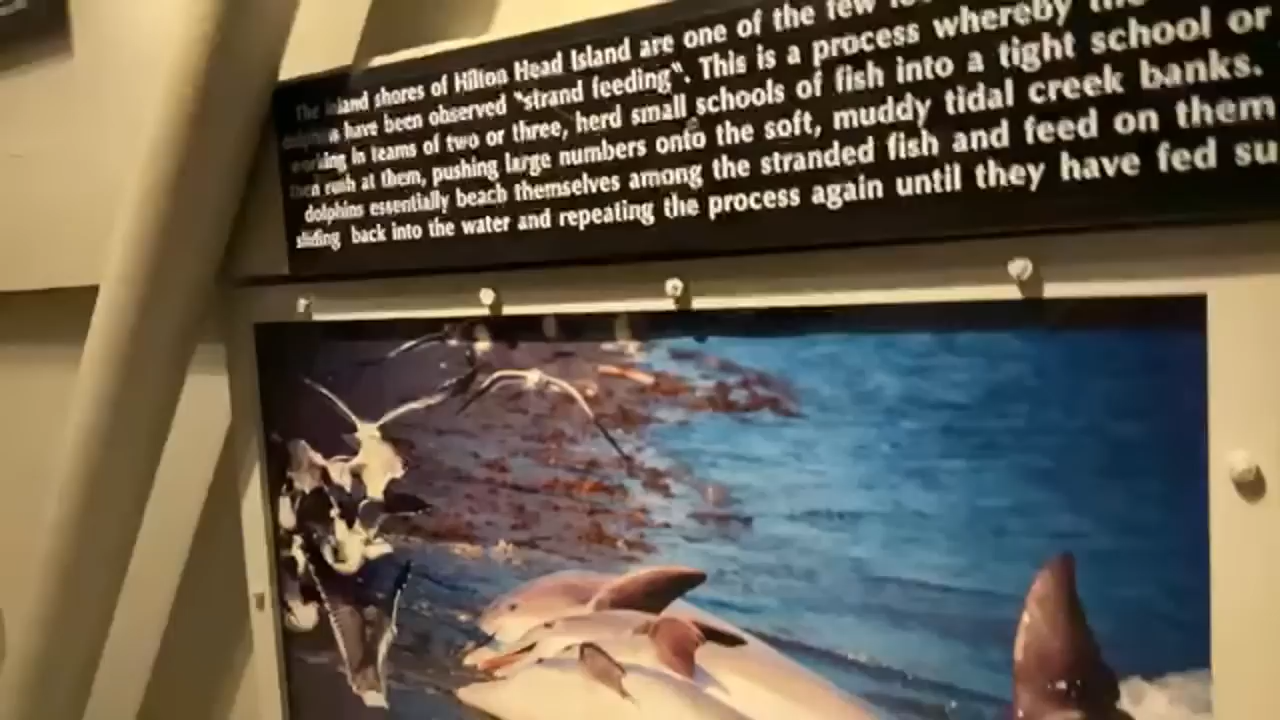 The island shores of Hilton Head Island are one of the few
have been observed "strand feeding". This is a process whereby
working in teams of two or three, herd small schools of fish into a tight school or
then rush at them, pushing large numbers onto the soft, muddy tidal creek banks.
dolphins essentially beach themselves among the stranded fish and feed on them
sliding back into the water and repeating the process again until they have fed